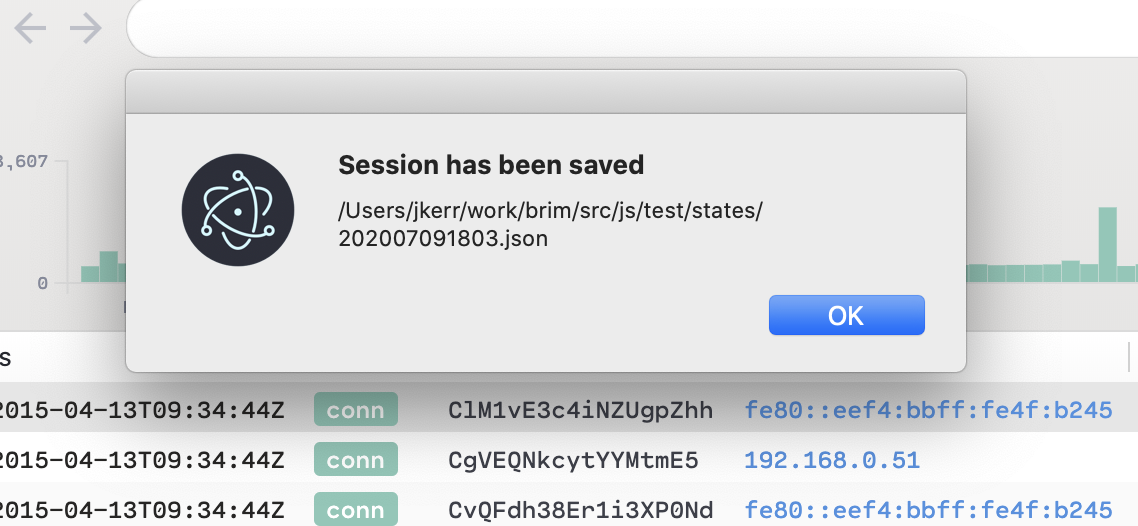 3,607
Session has been saved
/Users/jkerr/work/brim/src/js/test/states/
202007091803.json
0
OK
s
2015-04-13T09:34:44Z conn ClM1vE3c4iNZUgpZhh fe80::eef4:bbff:fe4f:b245
2015-04-13T09:34:44Z conn CgVEQNkcytYYMtmE5 192.168.0.51
2015-04-13T09:34:44Z conn CvQFdh38Er1i3XP0Nd fe80::eef4:bbff:fe4f:b245